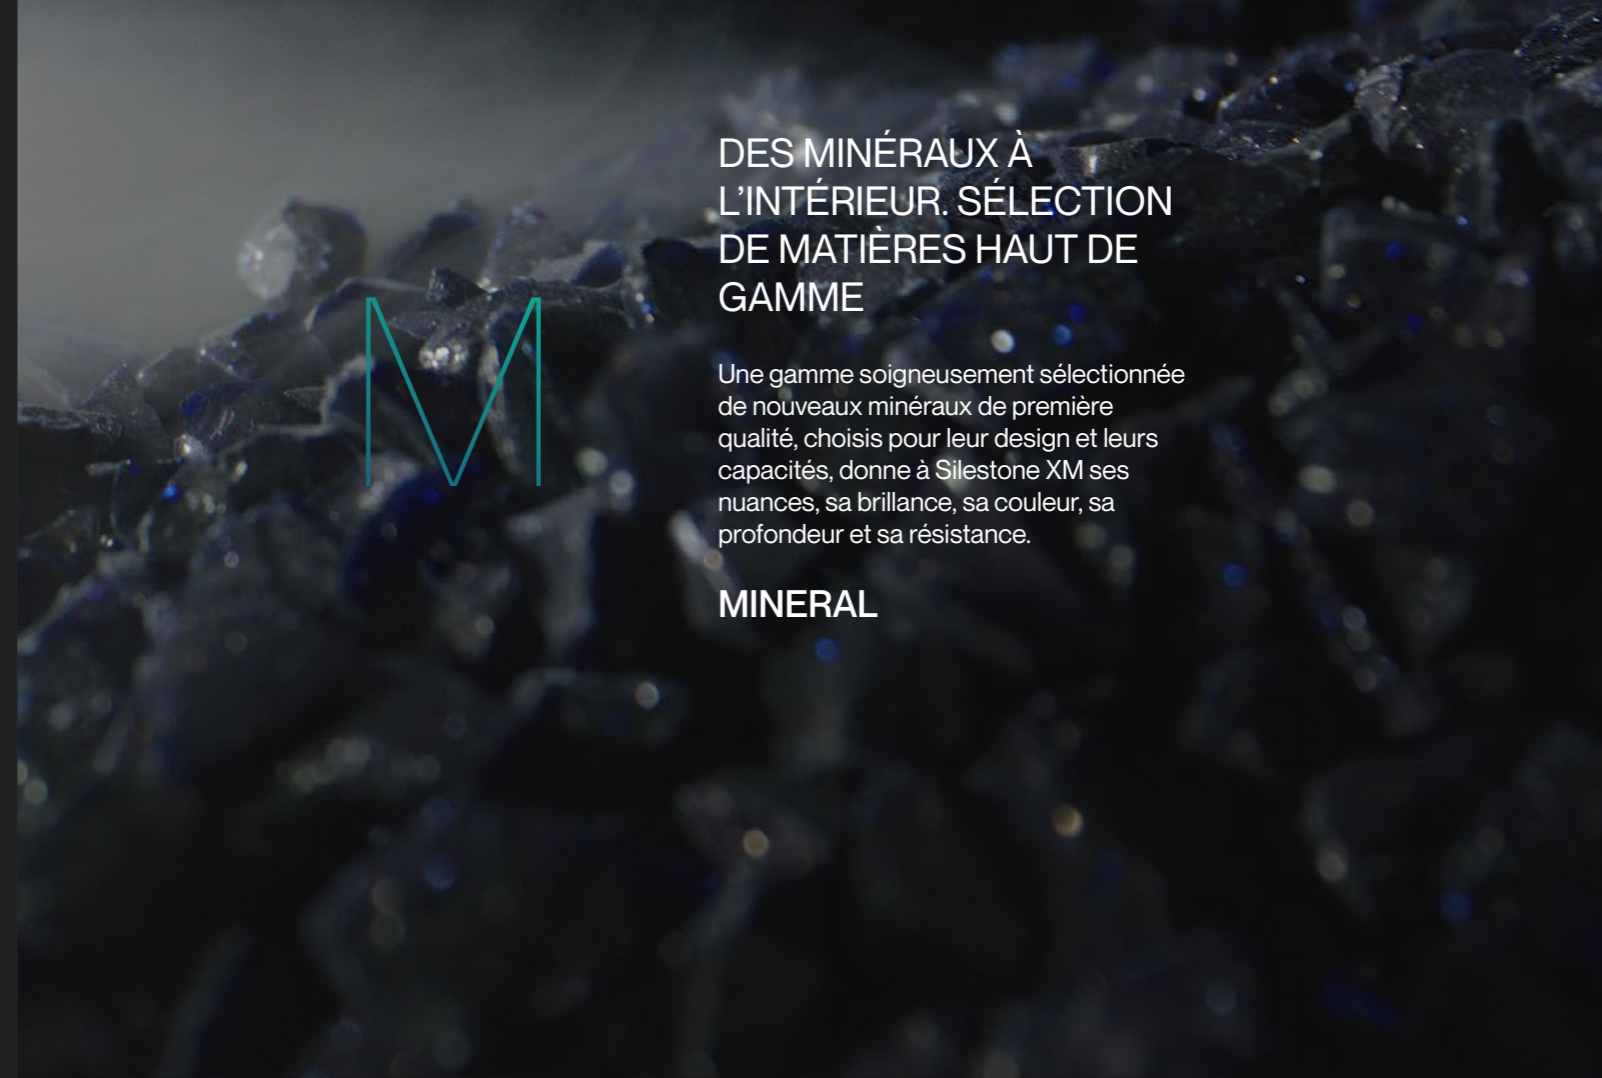 DES MINÉRAUX À
L’INTÉRIEUR. SÉLECTION
DE MATIÈRES HAUT DE
GAMME
M
Une gamme soigneusement sélectionnée
de nouveaux minéraux de première
qualité, choisis pour leur design et leurs
capacités, donne à Silestone XM ses
nuances, sa brillance, sa couleur, sa
profondeur et sa résistance.
MINERAL